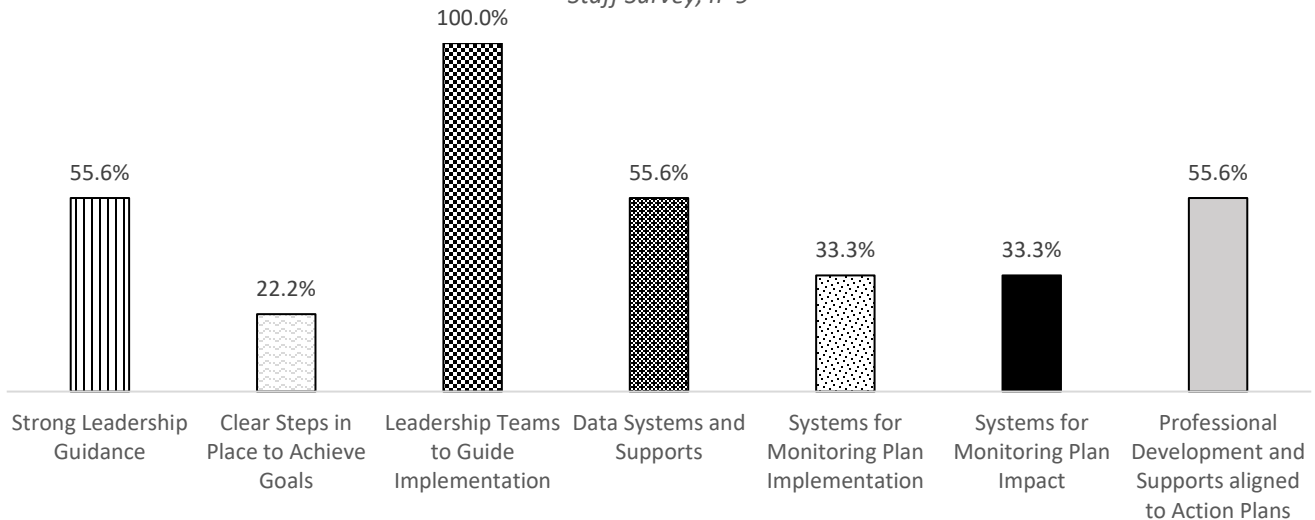 100.0%
55.6%
55.6%
55.6%
33.3%
33.3%
22.2%
Strong Leadership
Guidance
Clear Steps in
Place to Achieve
Goals
Leadership Teams
to Guide
Implementation
Data Systems and
Supports
Systems for
Monitoring Plan
Implementation
Systems for
Monitoring Plan
Impact
Professional
Development and
Supports aligned
to Action Plans